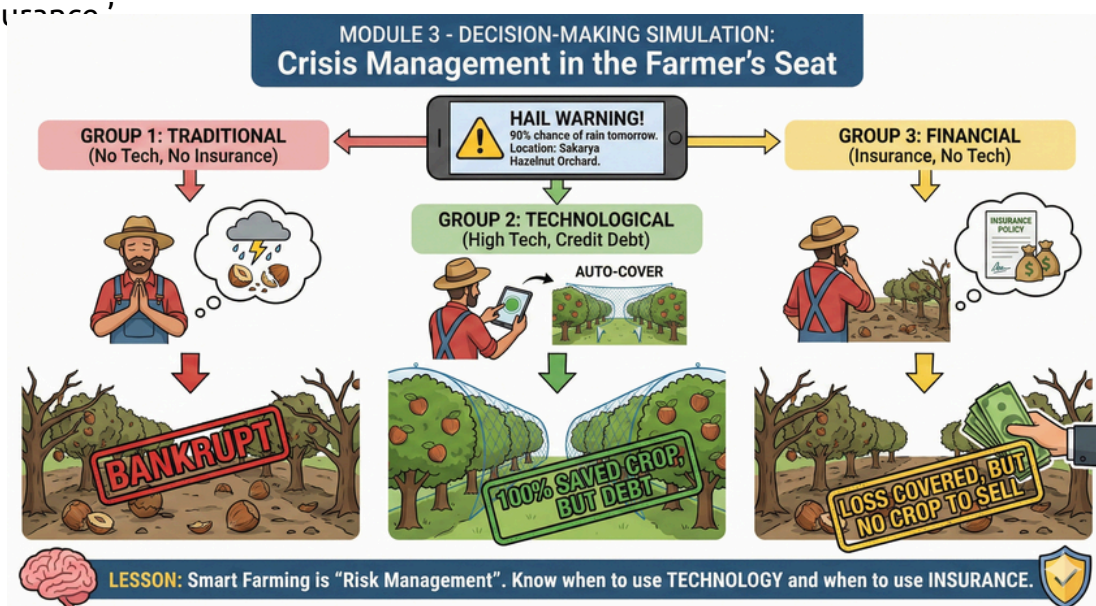 MODULE 3 - DECISION-MAKING SIMULATION:
Crisis Management in the Farmer's Seat
HAIL WARNING!
90% chance of rain tomorrow.
Location: Sakarya
Hazelnut Orchard.
GROUP 1: TRADITIONAL
(No Tech, No Insurance)
GROUP 2: TECHNOLOGICAL
(High Tech, Credit Debt)
GROUP 3: FINANCIAL
(Insurance, No Tech)
AUTO-COVER
INSURANCE
POLICY
$ $
BANKRUPT
100% SAVED CROP,
BUT DEBT
LOSS COVERED, BUT
NO CROP TO SELL
LESSON: Smart Farming is "Risk Management". Know when to use TECHNOLOGY and when to use INSURANCE.